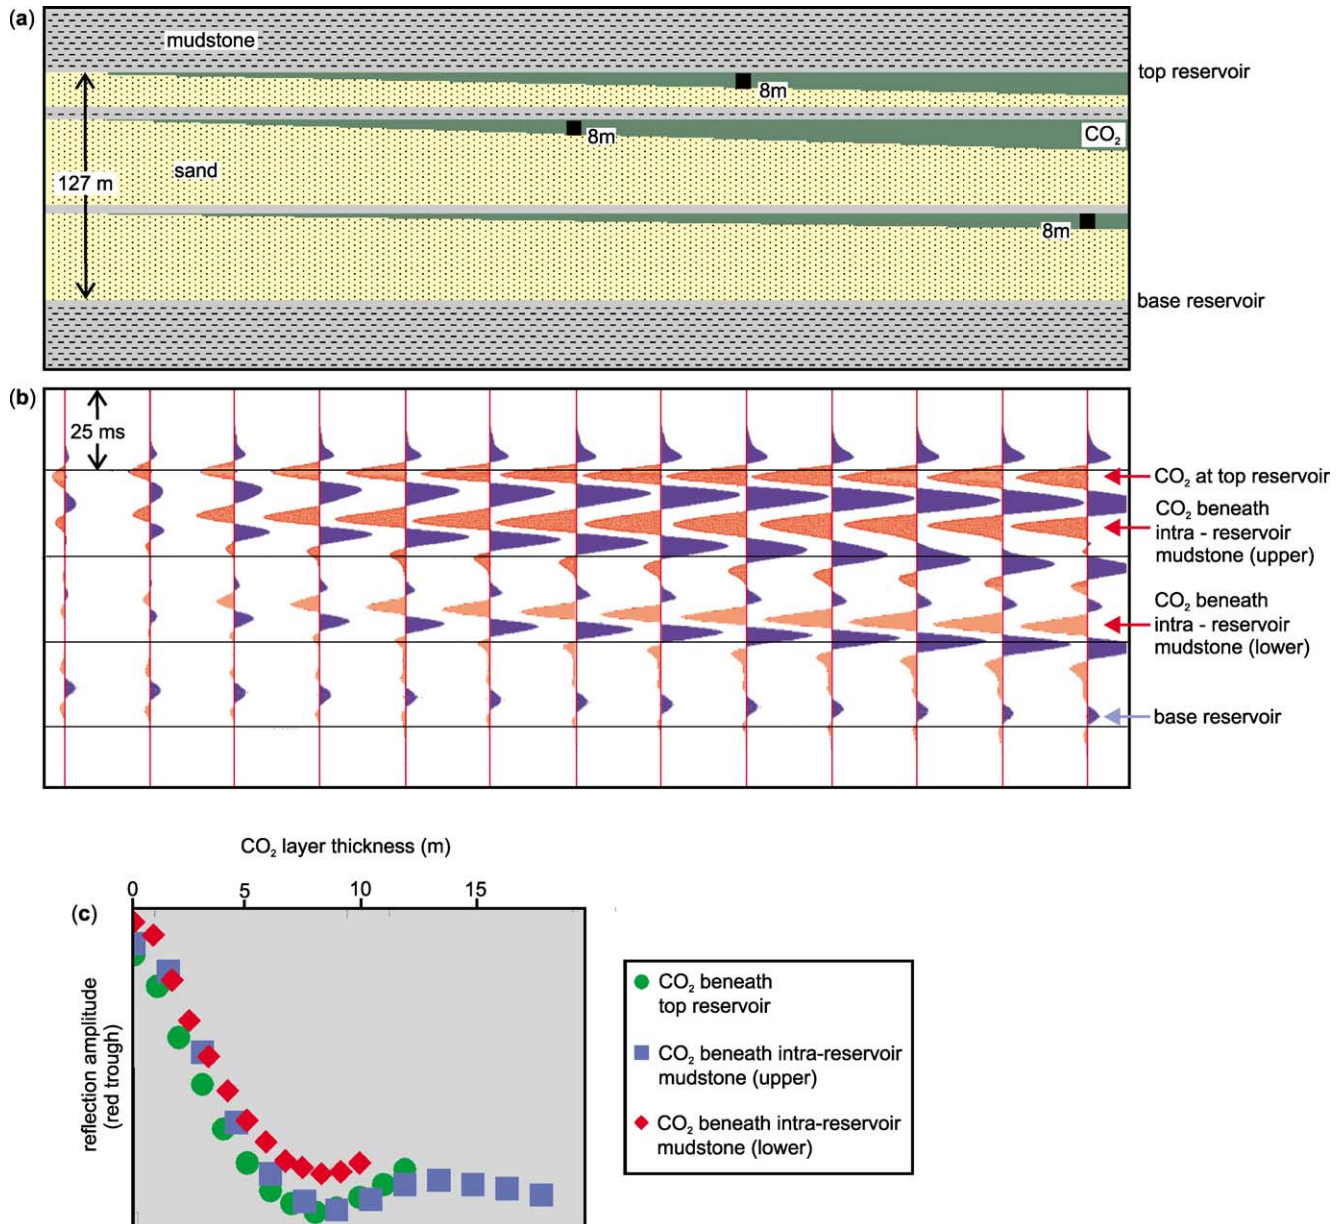 (a)
mudstone
top reservoir
8m
8m
CO₂
sand
127 m
8m
base reservoir
(b)
25 ms
CO₂ at top reservoir
CO₂ beneath
intra - reservoir
mudstone (upper)
CO₂ beneath
intra - reservoir
mudstone (lower)
base reservoir
CO₂ layer thickness (m)
0 5 10 15
(c)
reflection amplitude
(red trough)
CO₂ beneath
top reservoir
CO₂ beneath intra-reservoir
mudstone (upper)
CO₂ beneath intra-reservoir
mudstone (lower)